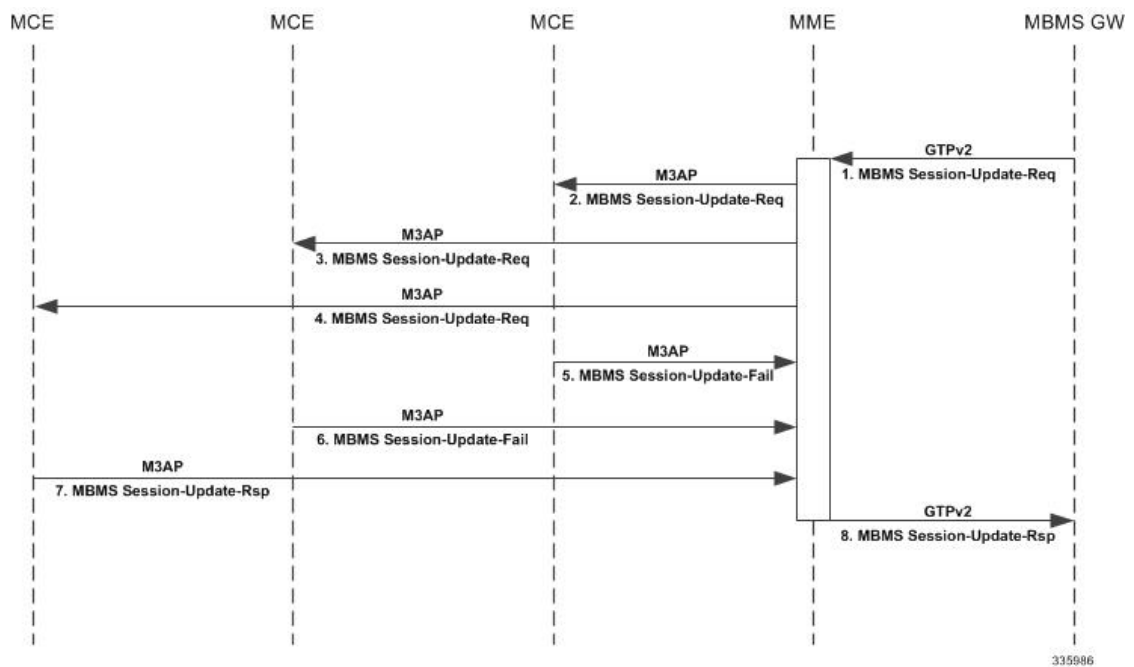 MCE MCE MCE MME MBMS GW
GTPv2
1. MBMS Session-Update-Req
M3AP
2. MBMS Session-Update-Req
M3AP
3. MBMS Session-Update-Req
M3AP
4. MBMS Session-Update-Req
M3AP
5. MBMS Session-Update-Fail
M3AP
6. MBMS Session-Update-Fail
M3AP
7. MBMS Session-Update-Rsp
GTPv2
8. MBMS Session-Update-Rsp
335986